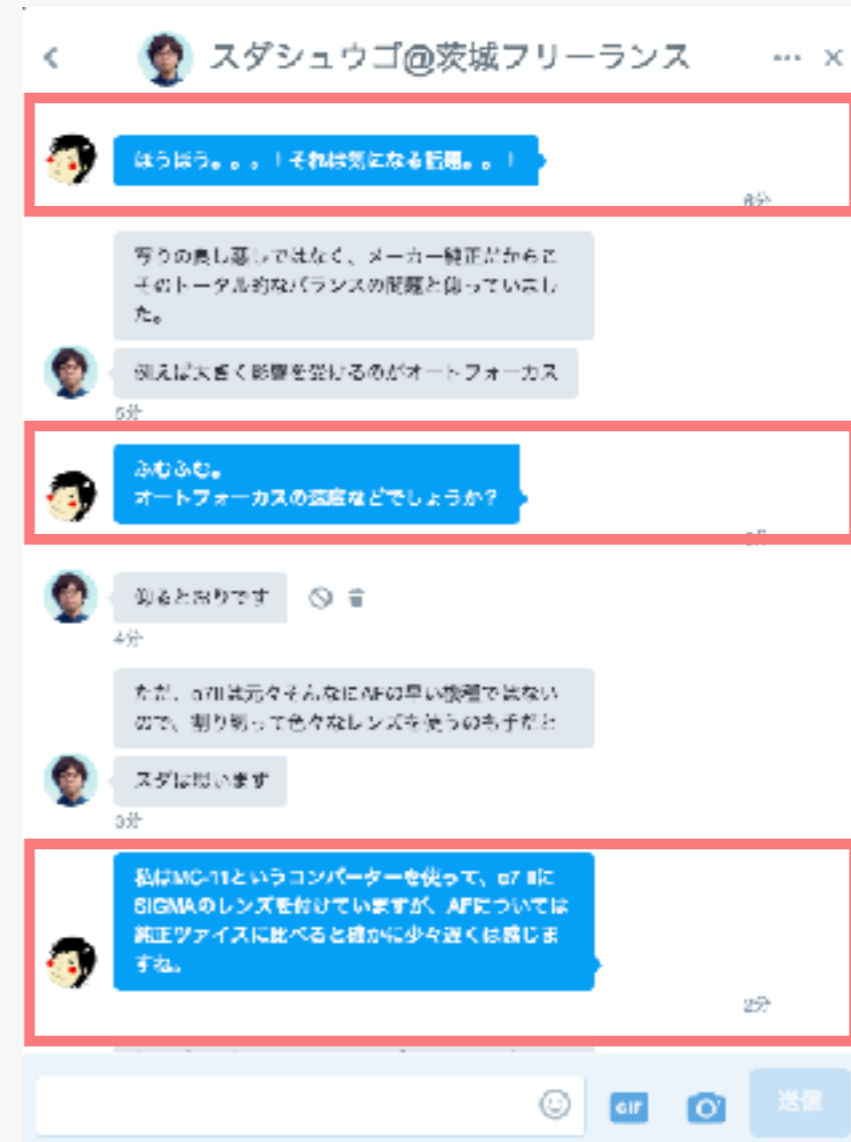 スダシュウゴ@茨城フリーランス
ほうほう。。。！それは気になる話題。。！
6分
写りの良し悪しではなく、メーカー純正だからこ
そのトータル的なバランスの問題と仰っていまし
た。
例えば大きく影響を受けるのがオートフォーカス
5分
ふむふむ。
オートフォーカスの速度などでしょうか?
仰るとおりです
4分
ただ、α7IIは元々そんなにAFの早い機種ではない
ので、割り切って色々なレンズを使うのも手だと
スダは思います
3分
私はMC-11というコンバーターを使って、α7 IIに
SIGMAのレンズを付けていますが、AFについては
純正ツァイスに比べると確かに少々遅くは感じま
すね。
2分
GIF
送信